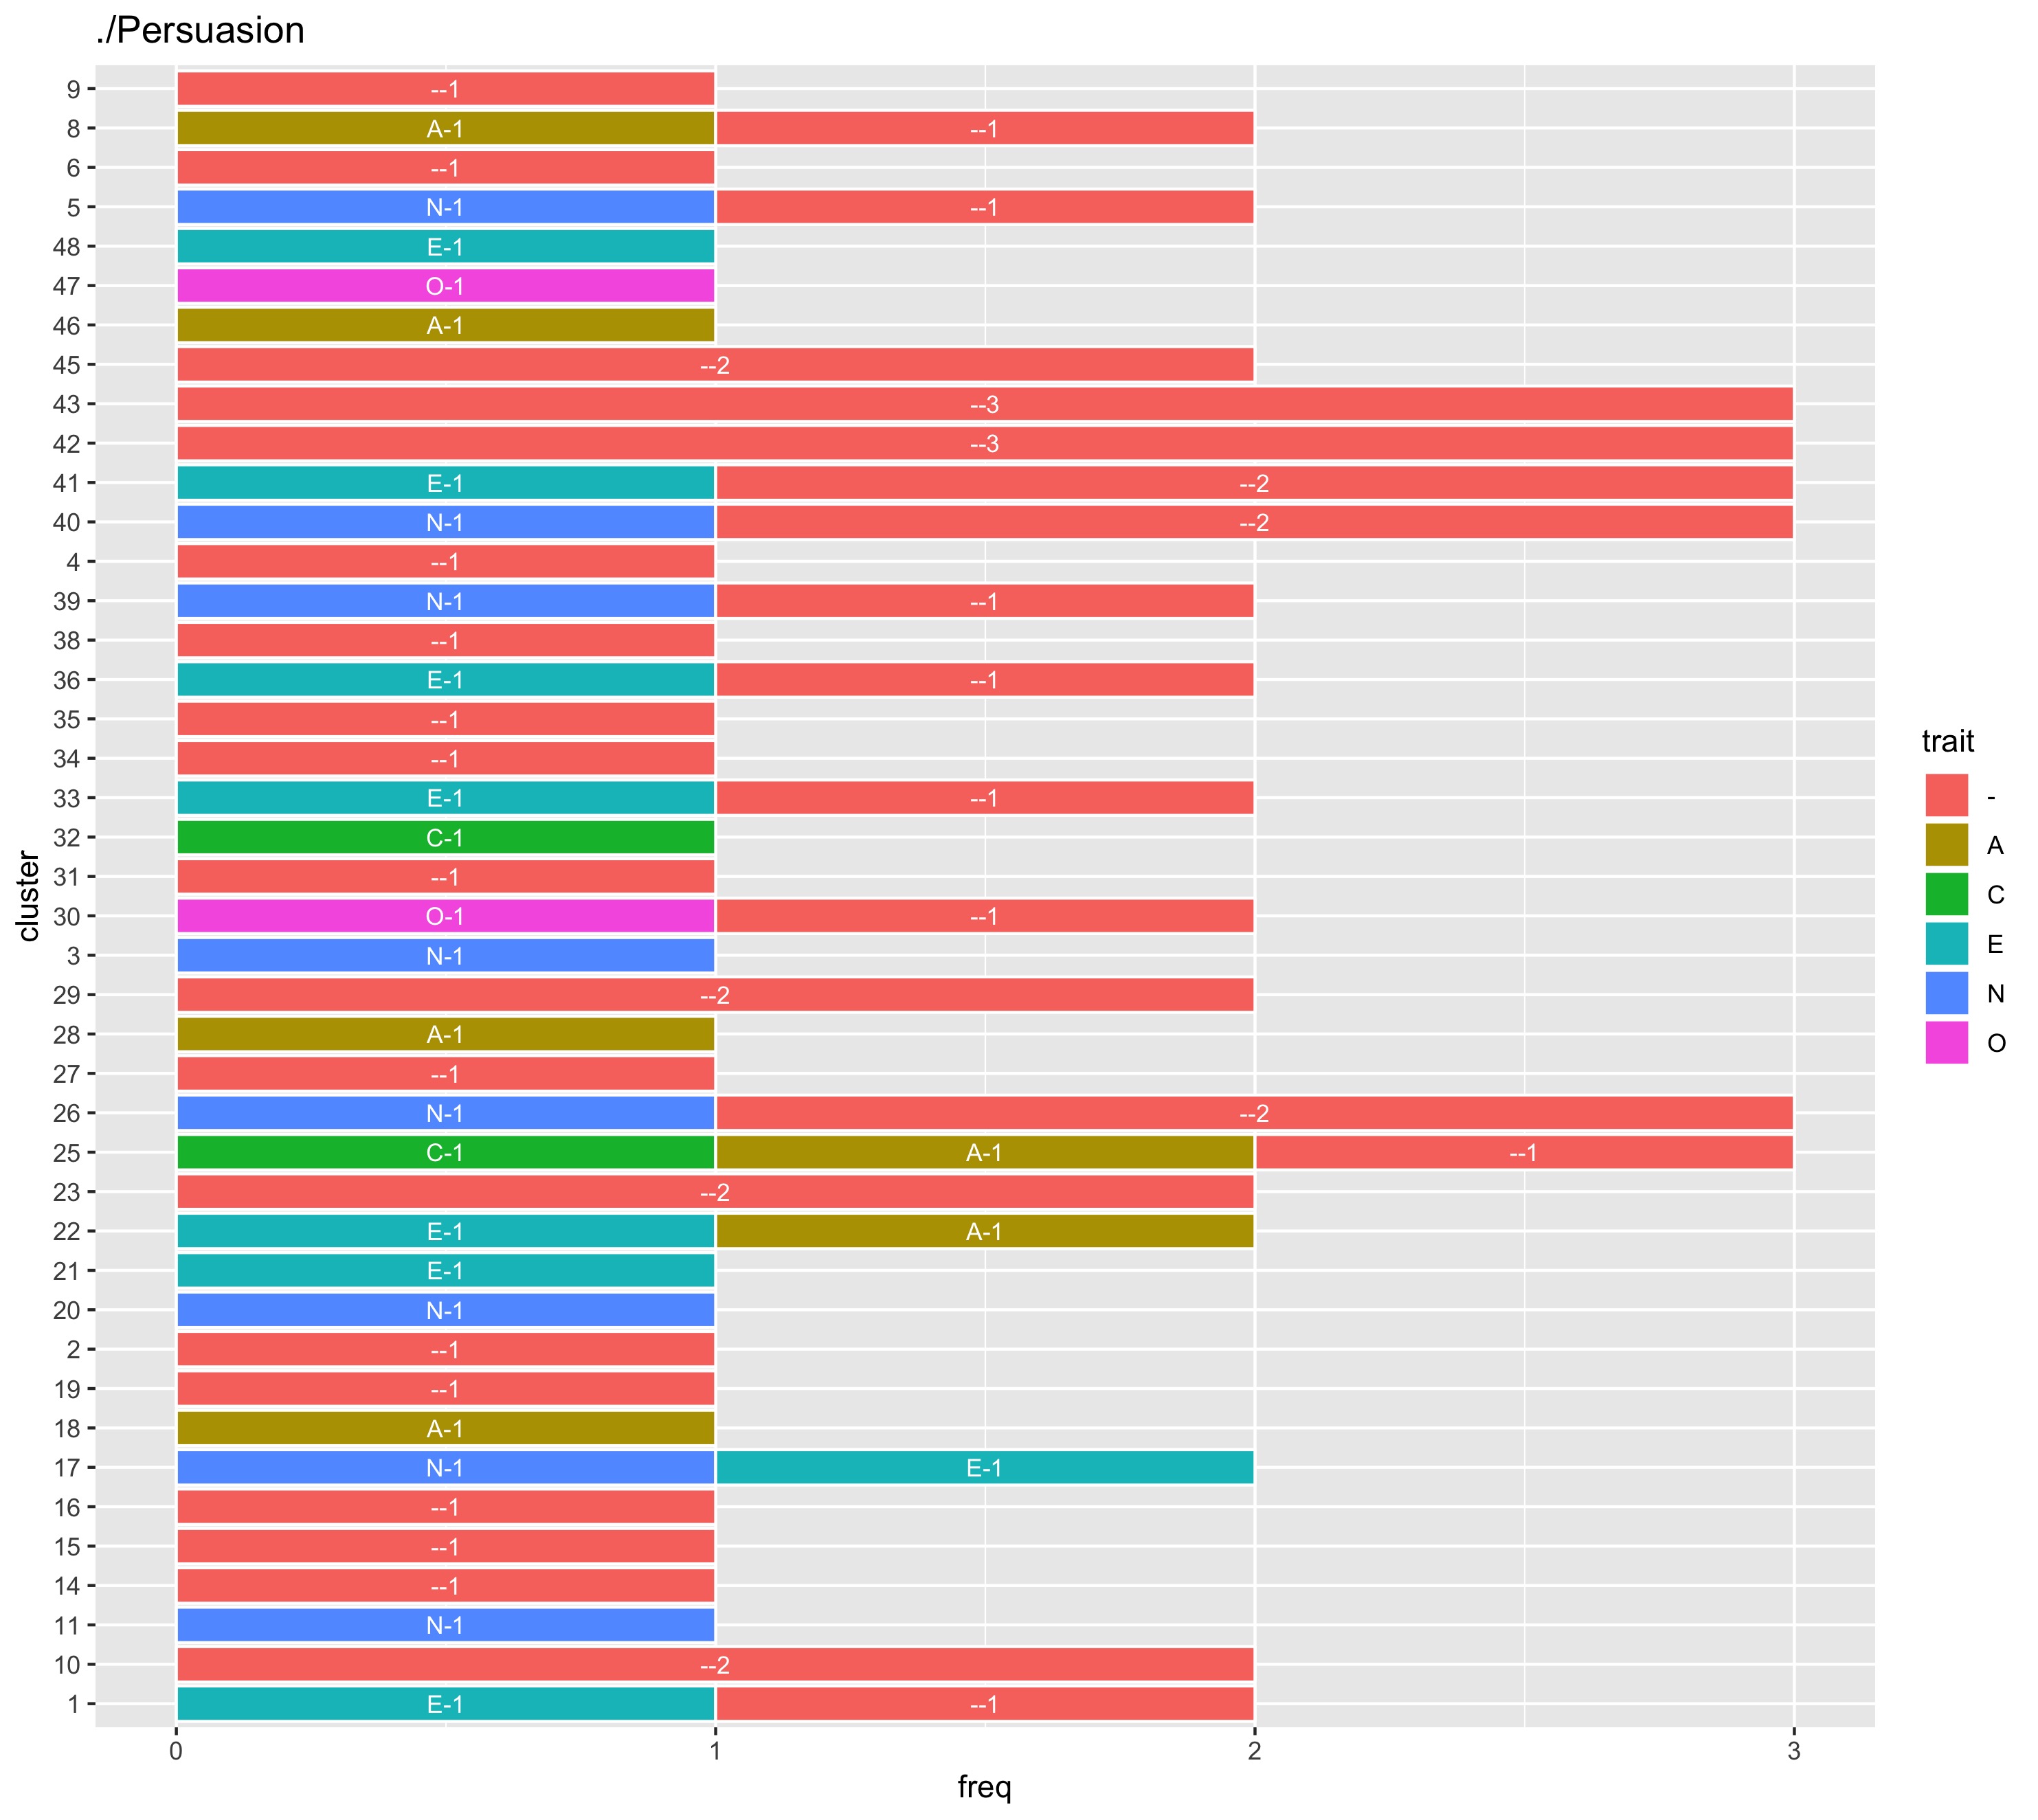 ./Persuasion
9 --1
8 A-1 --1
6 --1
5 N-1 --1
48 E-1
47 O-1
46 A-1
45 --2
43 --3
42 --3
41 E-1 --2
40 N-1 --2
4 --1
39 N-1 --1
38 --1
36 E-1 --1
35 --1
34 --1
33 E-1 --1
32 C-1
31 --1
30 O-1 --1
3 N-1
29 --2
28 A-1
27 --1
26 N-1 --2
25 C-1 A-1 --1
23 --2
22 E-1 A-1
21 E-1
20 N-1
2 --1
19 --1
18 A-1
17 N-1 E-1
16 --1
15 --1
14 --1
11 N-1
10 --2
1 E-1 --1
0 1 2 3
freq
cluster
trait
-
A
C
E
N
O